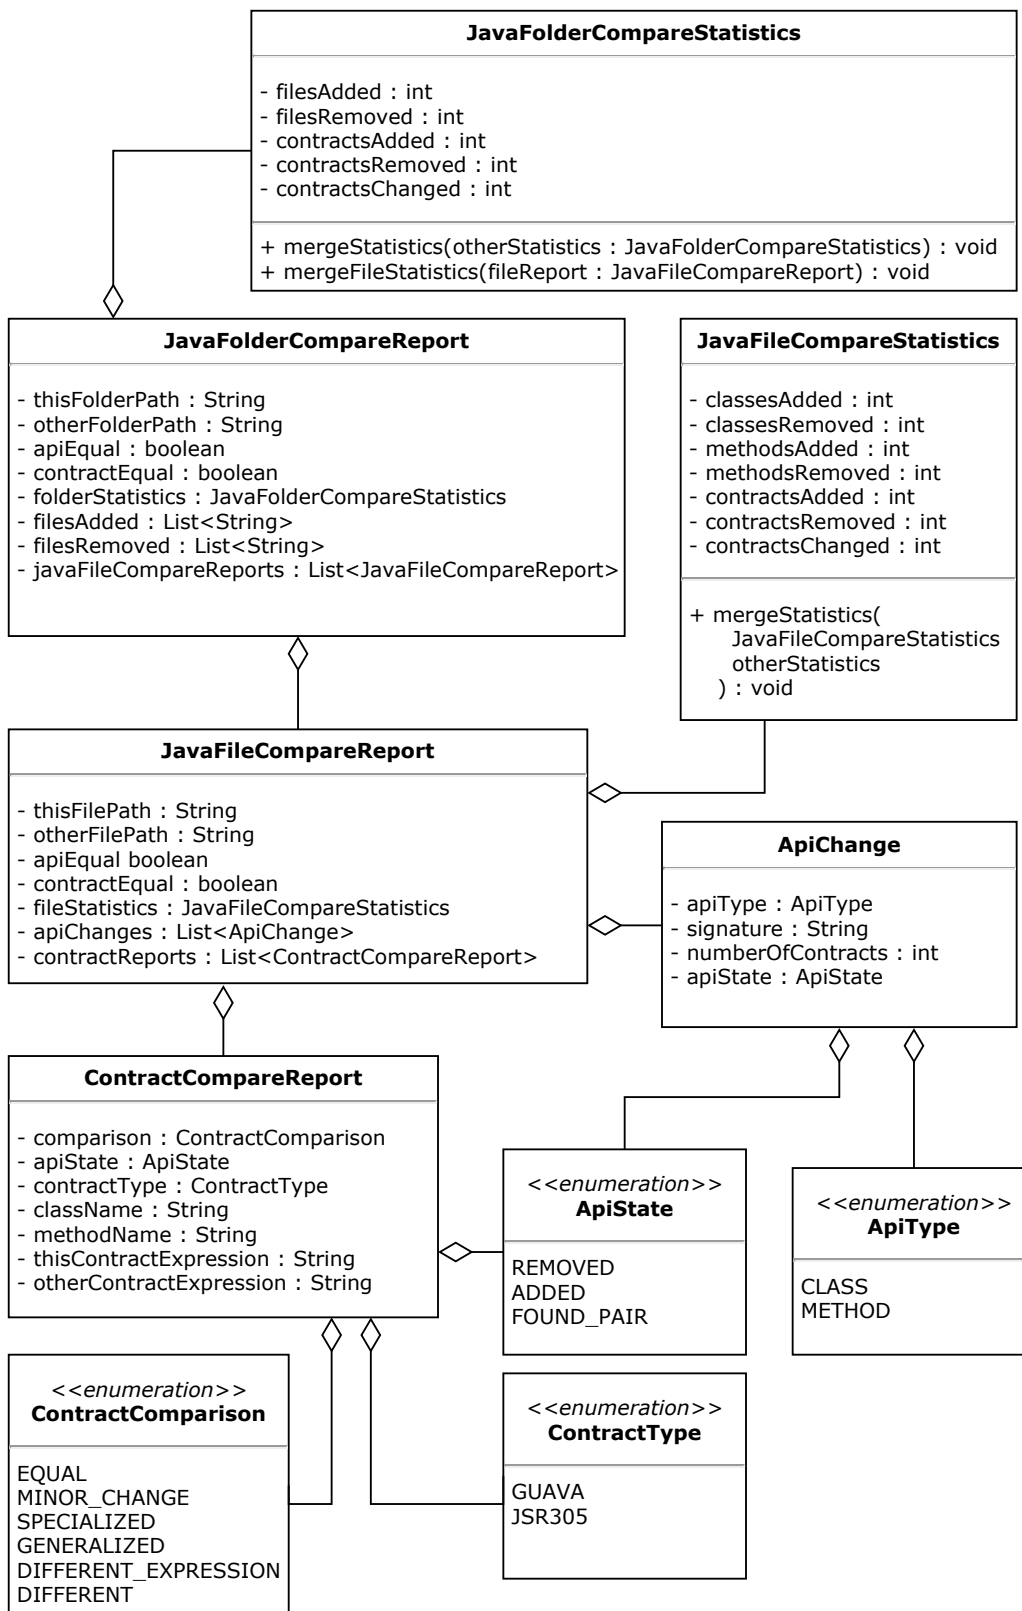 JavaFolderCompareStatistics
- filesAdded : int
- filesRemoved : int
- contractsAdded : int
- contractsRemoved : int
- contractsChanged : int
+ mergeStatistics(otherStatistics : JavaFolderCompareStatistics) : void
+ mergeFileStatistics(fileReport : JavaFileCompareReport) : void
JavaFolderCompareReport
- thisFolderPath : String
- otherFolderPath : String
- apiEqual : boolean
- contractEqual : boolean
- folderStatistics : JavaFolderCompareStatistics
- filesAdded : List<String>
- filesRemoved : List<String>
- javaFileCompareReports : List<JavaFileCompareReport>
JavaFileCompareStatistics
- classesAdded : int
- classesRemoved : int
- methodsAdded : int
- methodsRemoved : int
- contractsAdded : int
- contractsRemoved : int
- contractsChanged : int
+ mergeStatistics(
JavaFileCompareStatistics
otherStatistics
) : void
JavaFileCompareReport
- thisFilePath : String
- otherFilePath : String
- apiEqual boolean
- contractEqual : boolean
- fileStatistics : JavaFileCompareStatistics
- apiChanges : List<ApiChange>
- contractReports : List<ContractCompareReport>
ApiChange
- apiType : ApiType
- signature : String
- numberOfContracts : int
- apiState : ApiState
ContractCompareReport
- comparison : ContractComparison
- apiState : ApiState
- contractType : ContractType
- className : String
- methodName : String
- thisContractExpression : String
- otherContractExpression : String
<<enumeration>>
ApiState
REMOVED
ADDED
FOUND_PAIR
<<enumeration>>
ApiType
CLASS
METHOD
<<enumeration>>
ContractComparison
EQUAL
MINOR_CHANGE
SPECIALIZED
GENERALIZED
DIFFERENT_EXPRESSION
DIFFERENT
<<enumeration>>
ContractType
GUAVA
JSR305